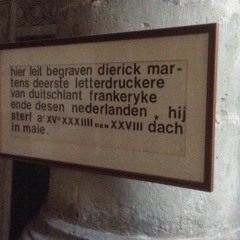 hier leit begraven dierick mar-
tens deerste letterdruckere
van duitschlant frankeryke
ende desen nederlanden * hij
sterf a° XV° XXXIIII DEN XXVIII dach
in maie.